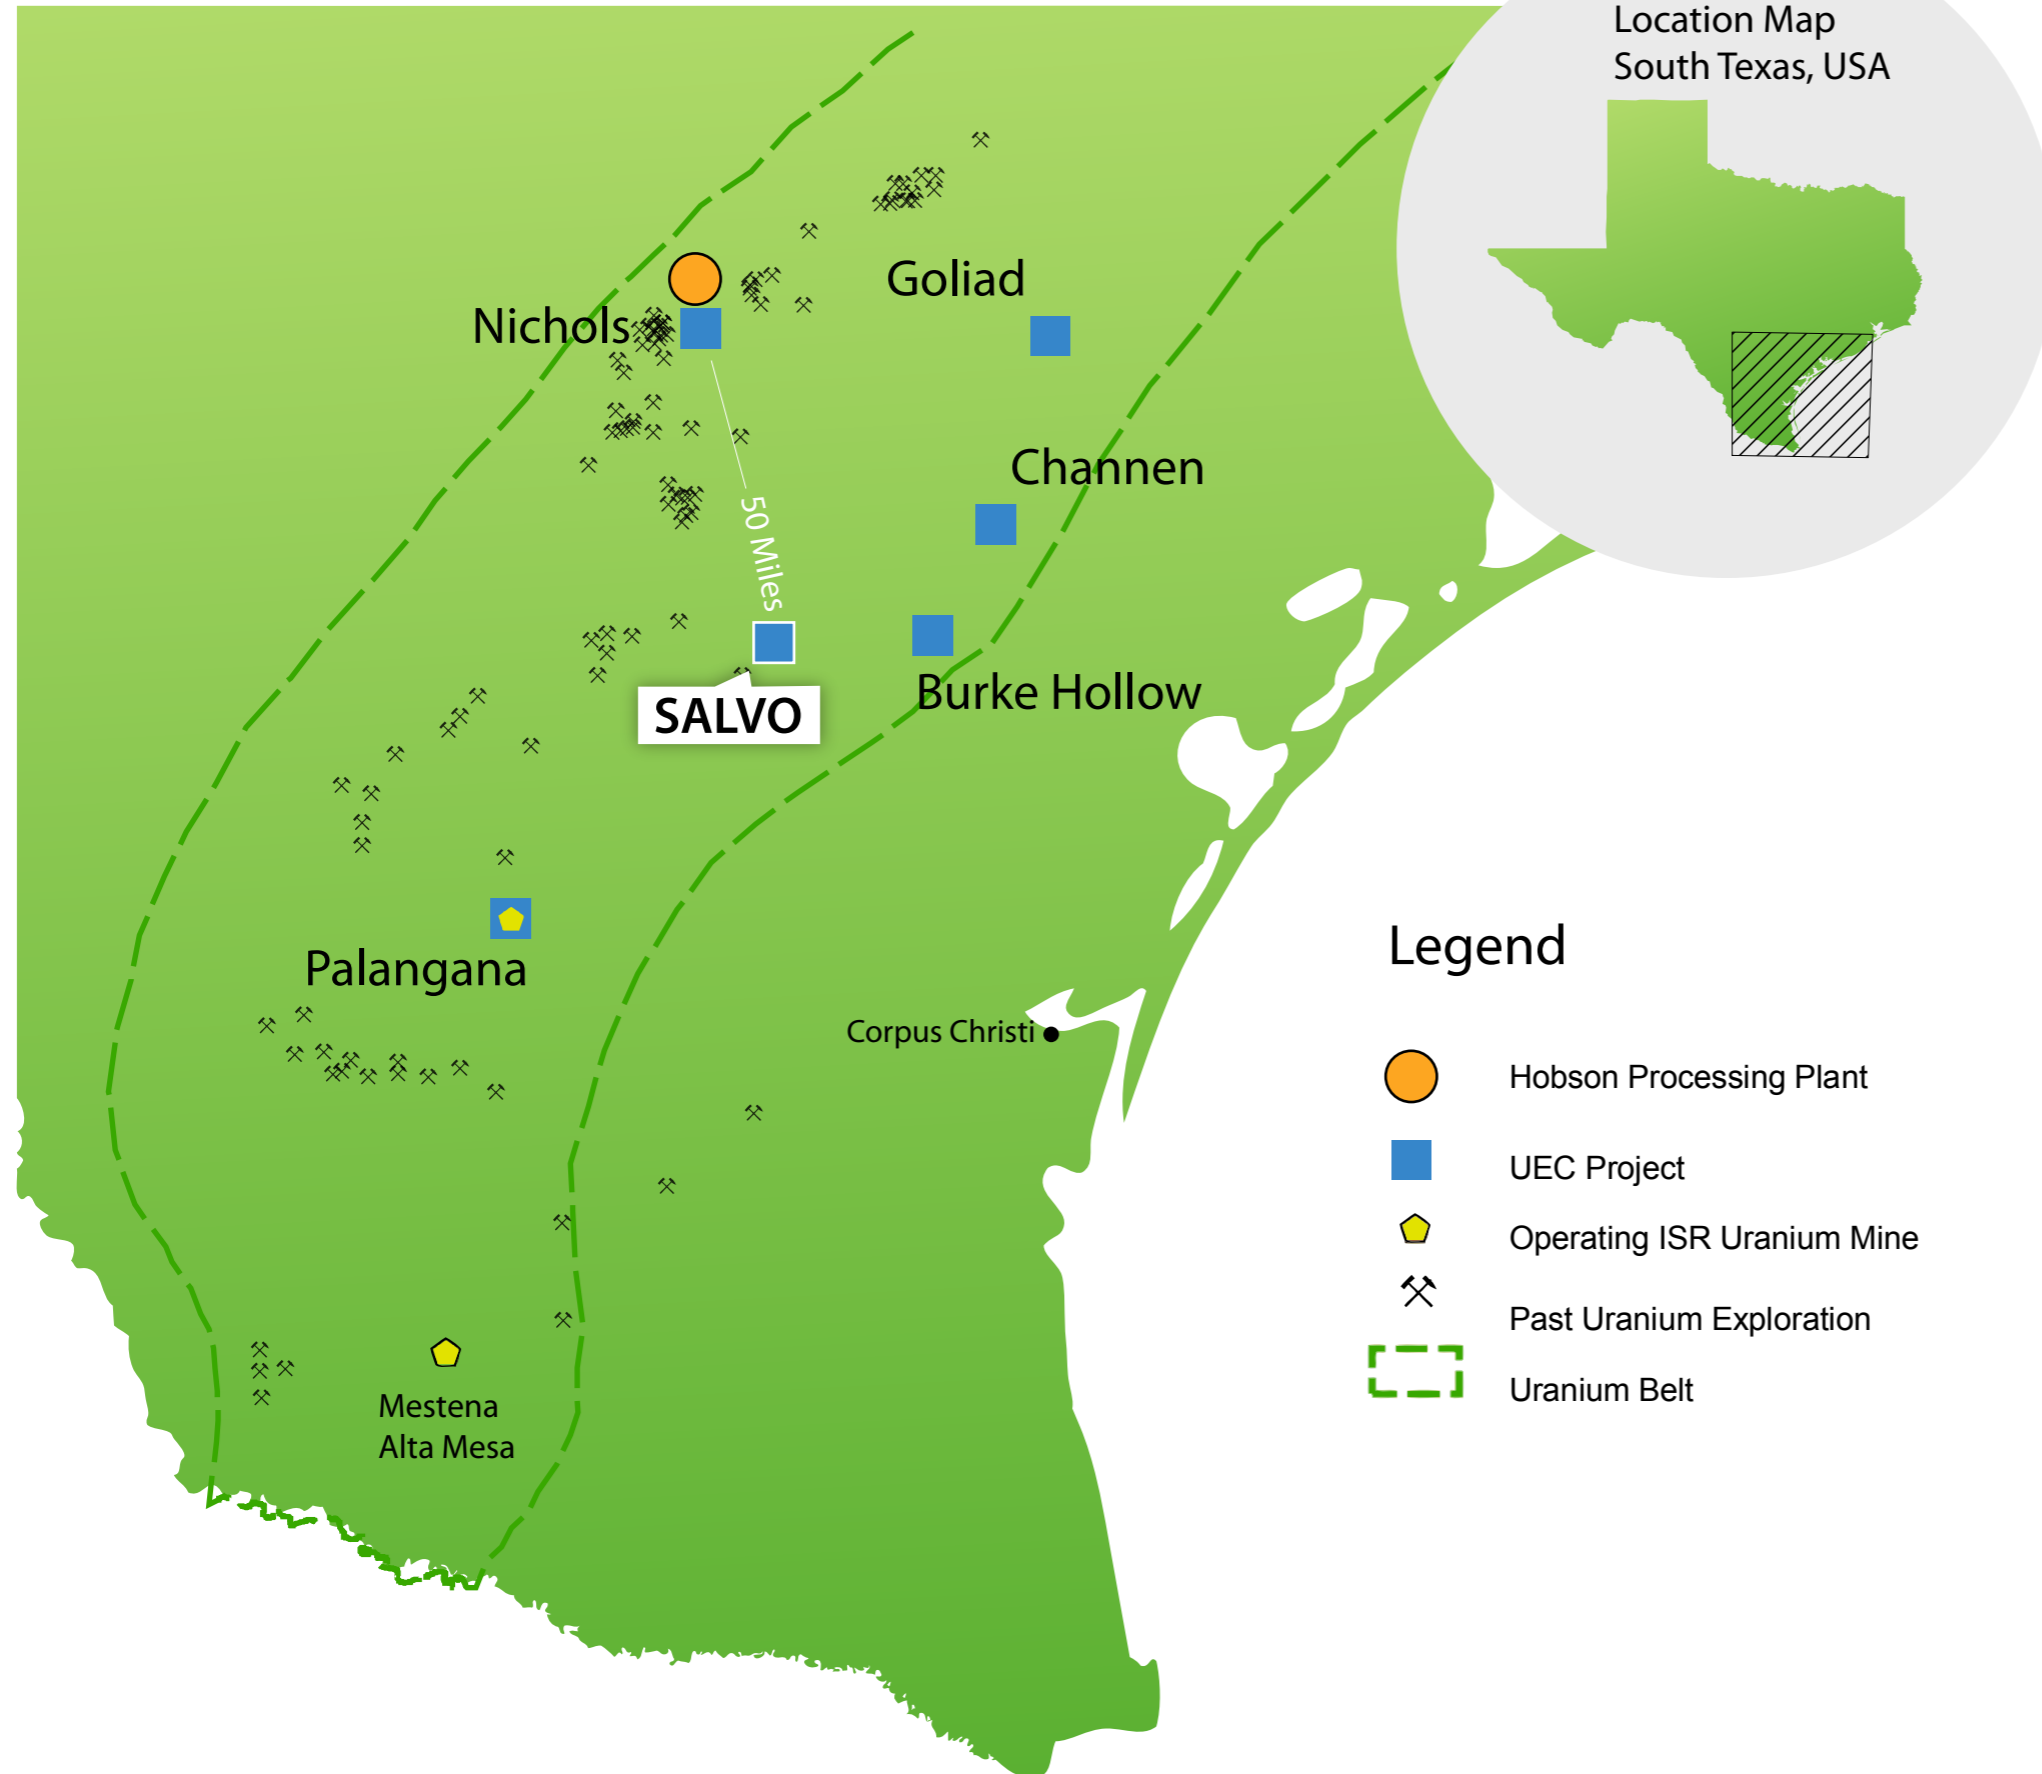 Location Map
South Texas, USA
Goliad
Nichols
Channen
50 Miles
Burke Hollow
SALVO
Palangana
Corpus Christi
Mestena
Alta Mesa
Legend
Hobson Processing Plant
UEC Project
Operating ISR Uranium Mine
Past Uranium Exploration
Uranium Belt